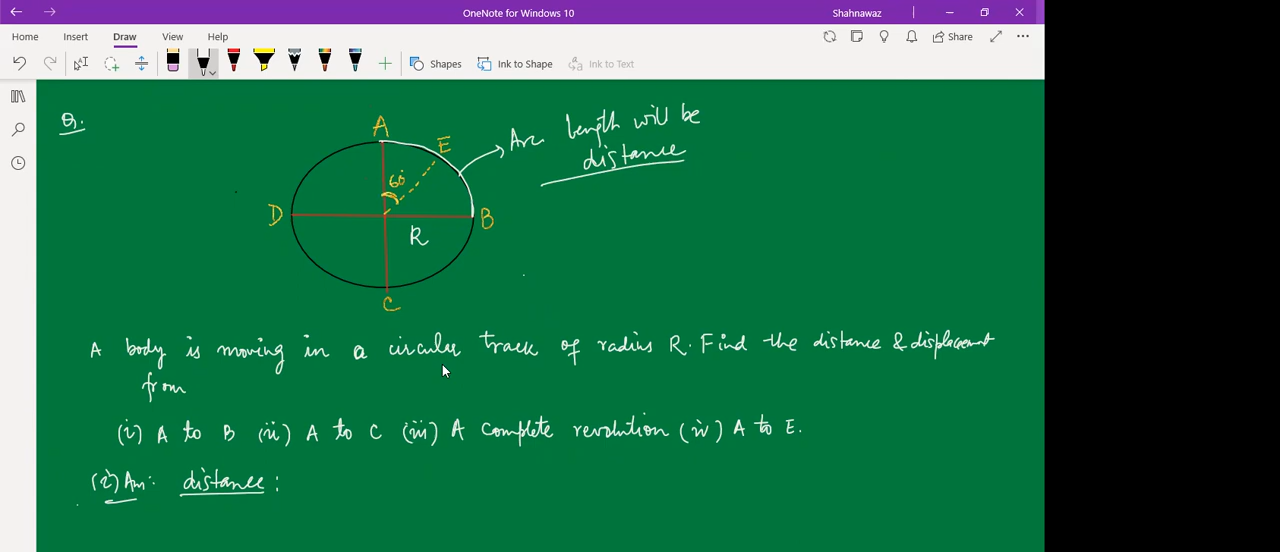 OneNote for Windows 10
Shahnawaz
Home Insert Draw View Help
Share
Shapes Ink to Shape Ink to Text
Q.
A
E
60°
D
B
R
C
Arc length will be
distance
A body is moving in a circular track of radius R. Find the distance & displacement
from
(i) A to B (ii) A to C (iii) A complete revolution (iv) A to E.
(i) Ans: distance: